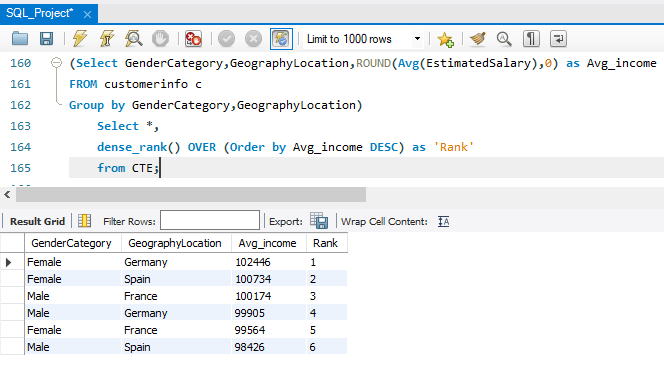 SQL_Project*
Limit to 1000 rows
160 (Select GenderCategory,GeographyLocation,ROUND(Avg(EstimatedSalary),0) as Avg_income
161 FROM customerinfo c
162 Group by GenderCategory,GeographyLocation)
163 Select *,
164 dense_rank() OVER (Order by Avg_income DESC) as 'Rank'
165 from CTE;
Result Grid Filter Rows: Export: Wrap Cell Content:
GenderCategory GeographyLocation Avg_income Rank
Female Germany 102446 1
Female Spain 100734 2
Male France 100174 3
Male Germany 99905 4
Female France 99564 5
Male Spain 98426 6